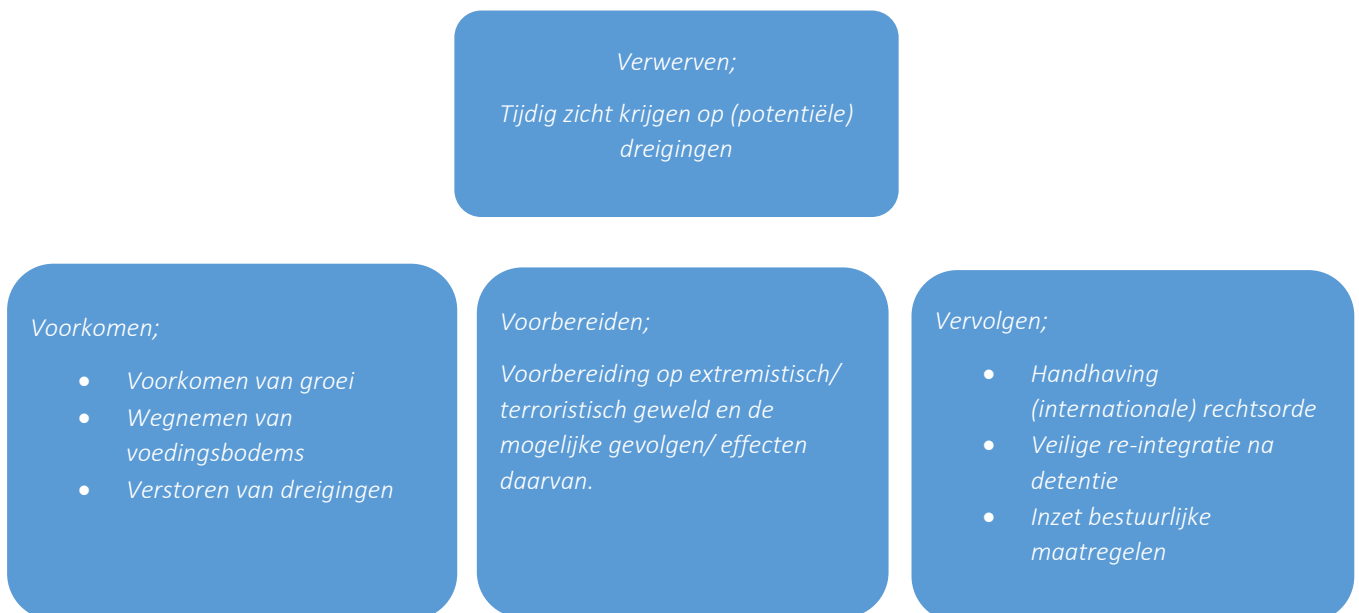 Verwerven;
Tijdig zicht krijgen op (potentiële)
dreigingen
Voorkomen;
● Voorkomen van groei
● Wegnemen van
voedingsbodems
● Verstoren van dreigingen
Voorbereiden;
Voorbereiding op extremistisch/
terroristisch geweld en de
mogelijke gevolgen/ effecten
daarvan.
Vervolgen;
● Handhaving
(internationale) rechtsorde
● Veilige re-integratie na
detentie
● Inzet bestuurlijke
maatregelen